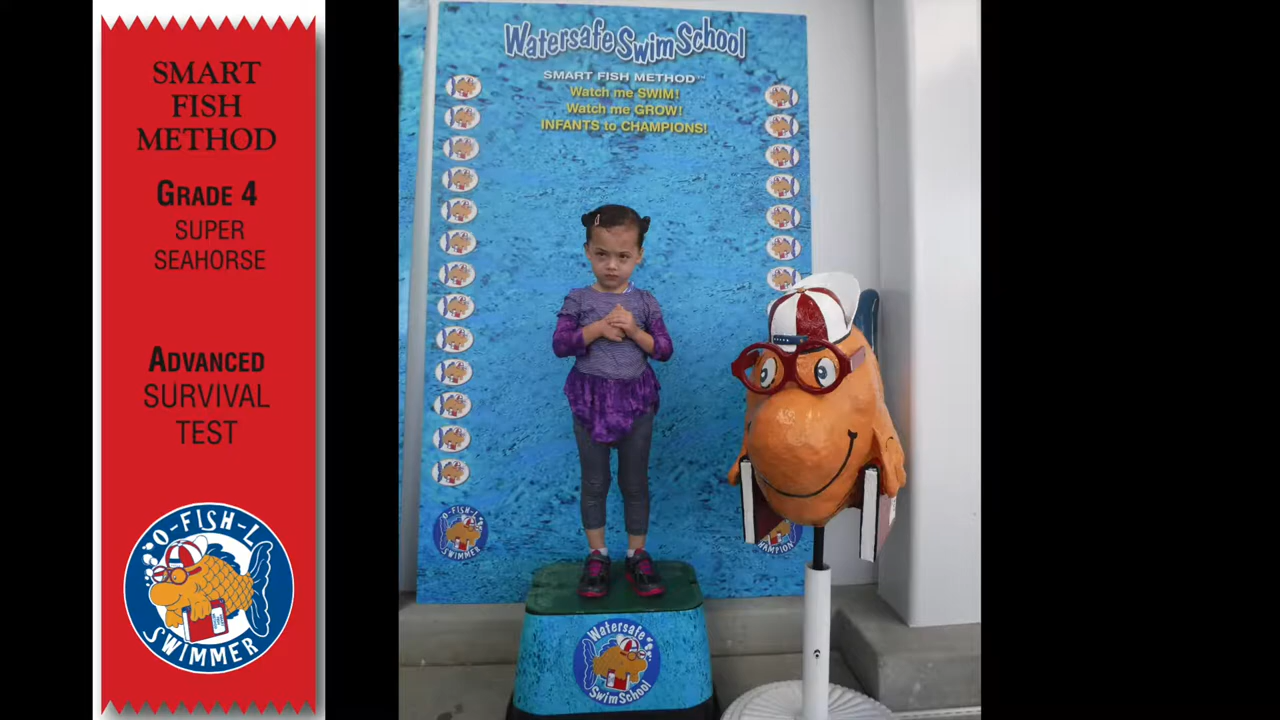 SMART
FISH
METHOD
GRADE 4
SUPER
SEAHORSE
ADVANCED
SURVIVAL
TEST
O-FISH-L
SWIMMER
Watersafe Swim School
SMART FISH METHOD
Watch me SWIM!
Watch me GROW!
INFANTS to CHAMPIONS!
O-FISH-L
SWIMMER
CHAMPION
Watersafe
Swim School